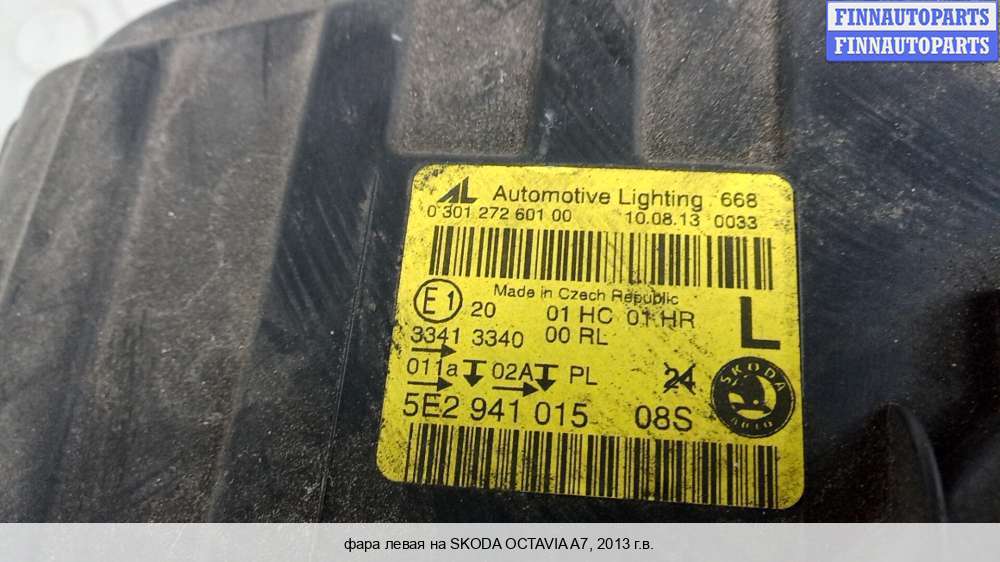 FINNAUTOPARTS
FINNAUTOPARTS
AL Automotive Lighting 668
0 301 272 601 00 10.08.13 0033
Made in Czech Republic
E1 20 01 HC 01 HR L
3341 3340 00 RL
011a 02A PL 24
SKODA AUTO
5E2 941 015 08S
фара левая на SKODA OCTAVIA A7, 2013 г.в.